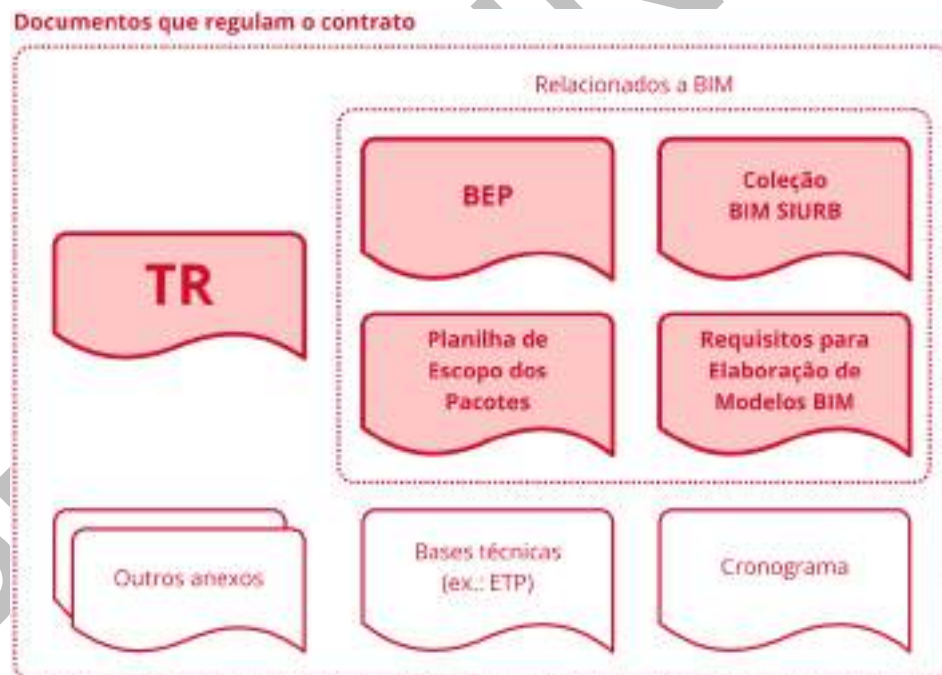 Documentos que regulam o contrato
Relacionados a BIM
BEP
Coleção
BIM SIURB
TR
Planilha de
Escopo dos
Pacotes
Requisitos para
Elaboração de
Modelos BIM
Outros anexos
Bases técnicas
(ex.: ETP)
Cronograma